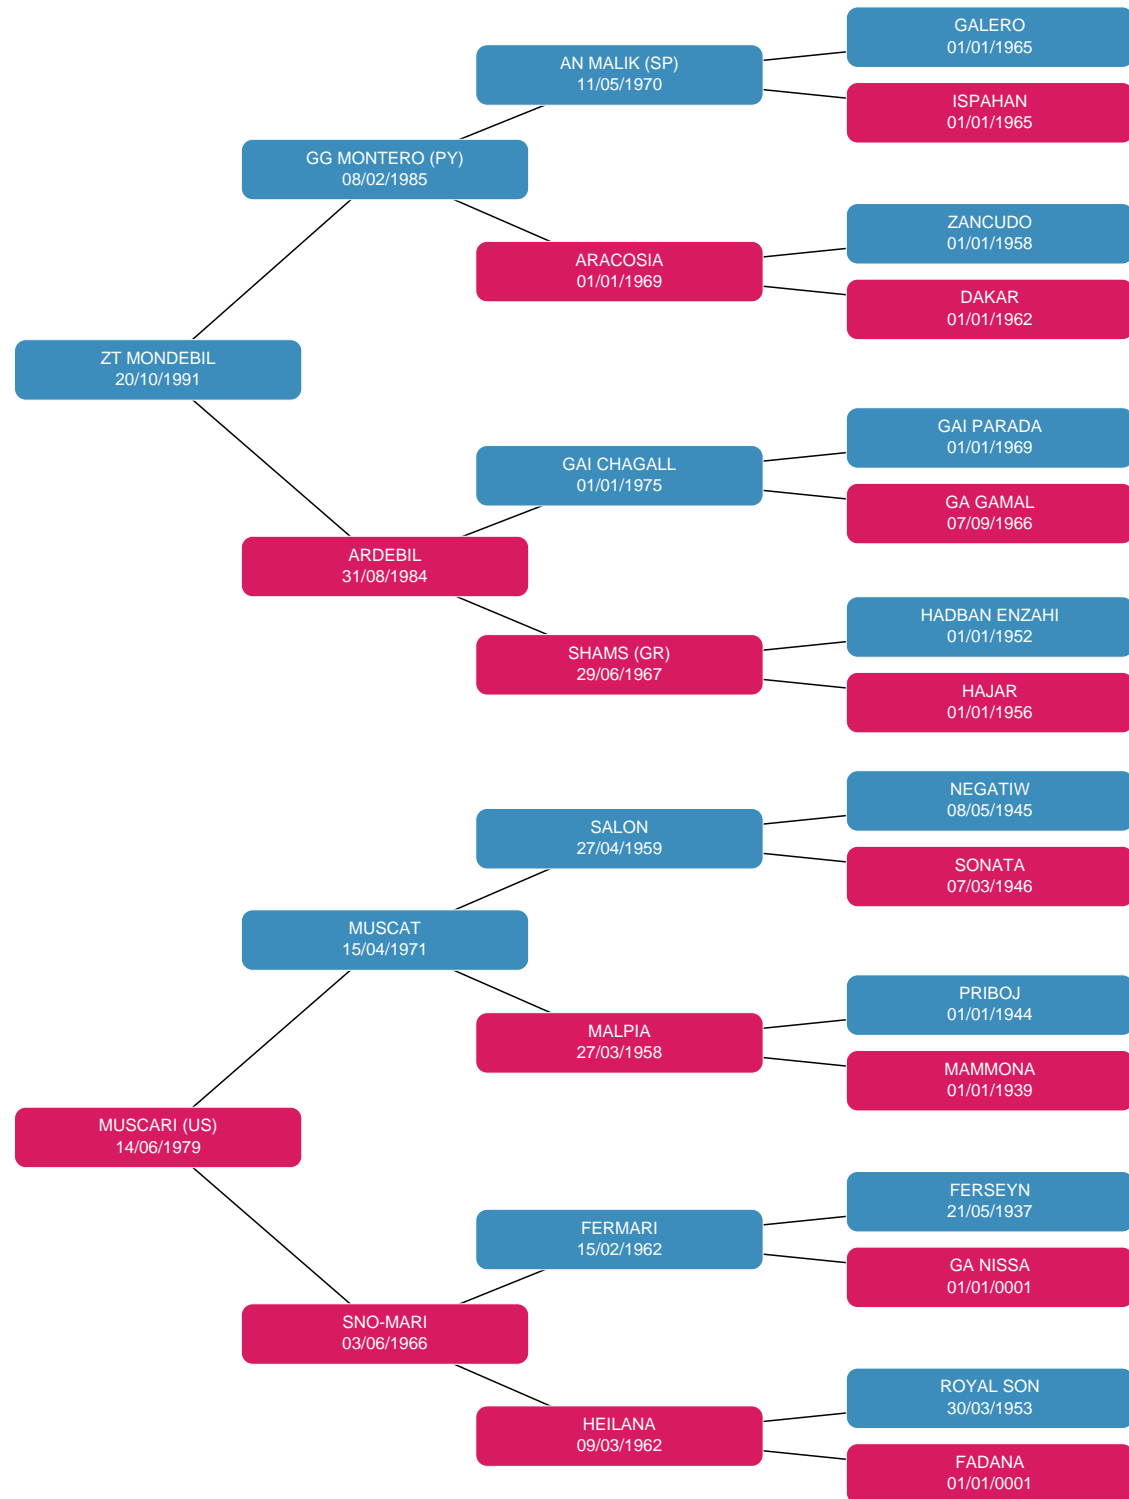 GALERO
01/01/1965
AN MALIK (SP)
11/05/1970
ISPAHAN
01/01/1965
GG MONTERO (PY)
08/02/1985
ZANCUDO
01/01/1958
ARACOSIA
01/01/1969
DAKAR
01/01/1962
ZT MONDEBIL
20/10/1991
GAI PARADA
01/01/1969
GAI CHAGALL
01/01/1975
GA GAMAL
07/09/1966
ARDEBIL
31/08/1984
HADBAN ENZAHI
01/01/1952
SHAMS (GR)
29/06/1967
HAJAR
01/01/1956
NEGATIW
08/05/1945
SALON
27/04/1959
SONATA
07/03/1946
MUSCAT
15/04/1971
PRIBOJ
01/01/1944
MALPIA
27/03/1958
MAMMONA
01/01/1939
MUSCARI (US)
14/06/1979
FERSEYN
21/05/1937
FERMARI
15/02/1962
GA NISSA
01/01/0001
SNO-MARI
03/06/1966
ROYAL SON
30/03/1953
HEILANA
09/03/1962
FADANA
01/01/0001